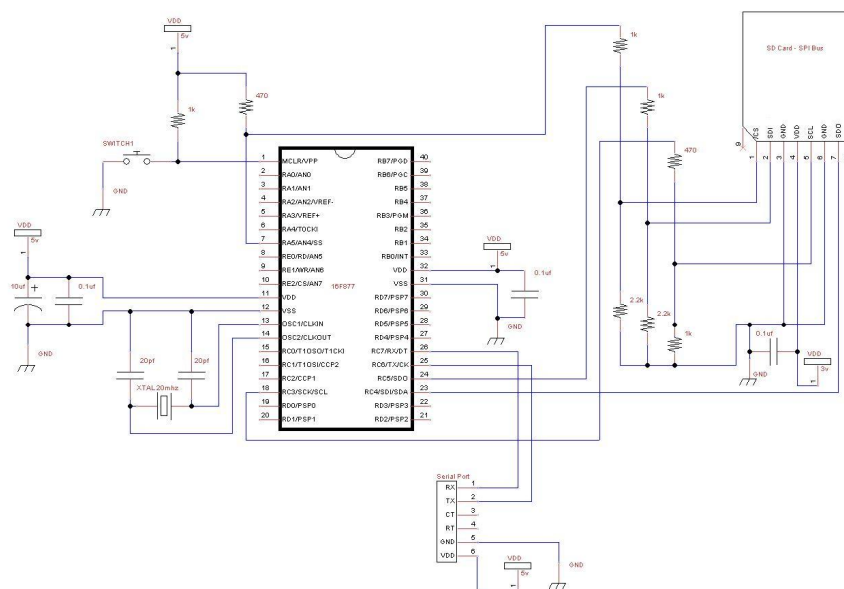 VDD
5v
1
1k
470
SWITCH1
GND
VDD
5v
1
10uf
+
0.1uf
GND
20pf
20pf
XTAL20mhz
16F877
1 MCLR/VPP
2 RA0/AN0
3 RA1/AN1
4 RA2/AN2/VREF-
5 RA3/VREF+
6 RA4/TOCKI
7 RA5/AN4/SS
8 RE0/RD/AN5
9 RE1/WR/AN6
10 RE2/CS/AN7
11 VDD
12 VSS
13 OSC1/CLKIN
14 OSC2/CLKOUT
15 RC0/T1OSO/T1CKI
16 RC1/T1OSI/CCP2
17 RC2/CCP1
18 RC3/SCK/SCL
19 RD0/PSP0
20 RD1/PSP1
RB7/PGD 40
RB6/PGC 39
RB5 38
RB4 37
RB3/PGM 36
RB2 35
RB1 34
RB0/INT 33
VDD 32
VSS 31
RD7/PSP7 30
RD6/PSP6 29
RD5/PSP5 28
RD4/PSP4 27
RC7/RX/DT 26
RC6/TX/CK 25
RC5/SDO 24
RC4/SDI/SDA 23
RD3/PSP3 22
RD2/PSP2 21
VDD
5v
1
0.1uf
GND
1k
1k
470
2.2k
2.2k
1k
SD Card - SPI Bus
9
/CS
SDI
GND
VDD
SCL
GND
SDO
1 2 3 4 5 6 7
0.1uf
GND
VDD
3v
1
Serial Port
RX 1
TX 2
CT 3
RT 4
GND 5
VDD 6
VDD
5v
1
GND